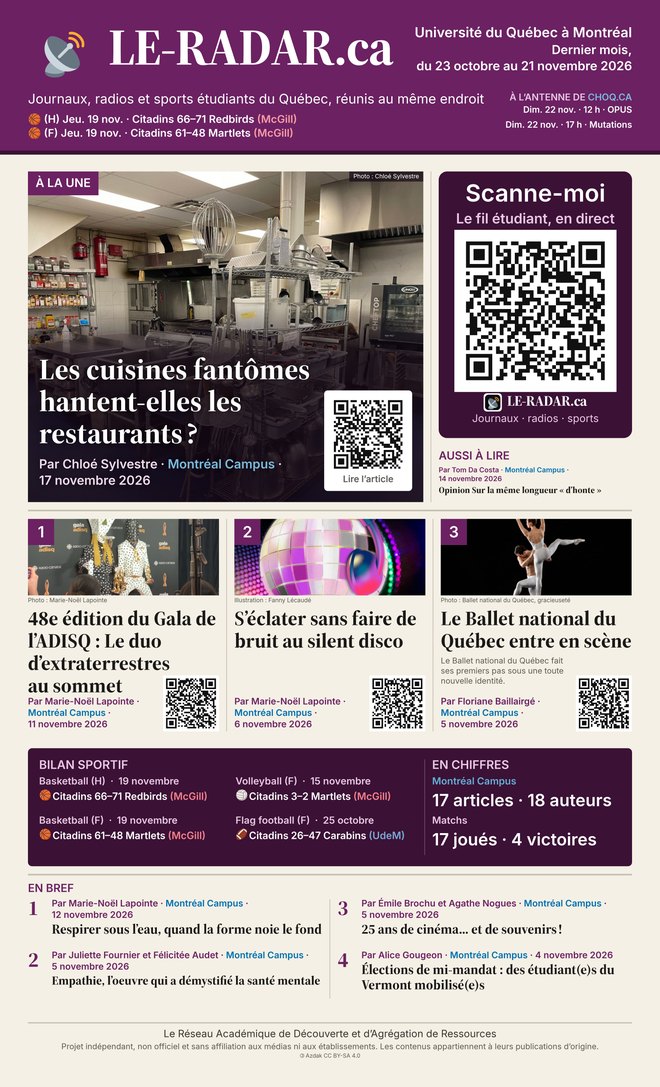 LE-RADAR.ca
Université du Québec à Montréal
Dernier mois,
du 23 octobre au 21 novembre 2026
Journaux, radios et sports étudiants du Québec, réunis au même endroit
(H) Jeu. 19 nov. · Citadins 66–71 Redbirds (McGill)
(F) Jeu. 19 nov. · Citadins 61–48 Martlets (McGill)
À L'ANTENNE DE CHOQ.CA
Dim. 22 nov. · 12 h · OPUS
Dim. 22 nov. · 17 h · Mutations
À LA UNE
Photo : Chloé Sylvestre
Les cuisines fantômes
hantent-elles les
restaurants ?
Par Chloé Sylvestre · Montréal Campus ·
17 novembre 2026
Lire l'article
Scanne-moi
Le fil étudiant, en direct
LE-RADAR.ca
Journaux · radios · sports
AUSSI À LIRE
Par Tom Da Costa · Montréal Campus ·
14 novembre 2026
Opinion Sur la même longueur « d'honte »
1
Photo : Marie-Noël Lapointe
48e édition du Gala de
l'ADISQ : Le duo
d'extraterrestres
au sommet
Par Marie-Noël Lapointe ·
Montréal Campus ·
11 novembre 2026
2
Illustration : Fanny Lécaudé
S'éclater sans faire de
bruit au silent disco
Par Marie-Noël Lapointe ·
Montréal Campus ·
6 novembre 2026
3
Photo : Ballet national du Québec, gracieuseté
Le Ballet national du
Québec entre en scène
Le Ballet national du Québec fait
ses premiers pas sous une toute
nouvelle identité.
Par Floriane Baillairgé ·
Montréal Campus ·
5 novembre 2026
BILAN SPORTIF
Basketball (H) · 19 novembre
Citadins 66–71 Redbirds (McGill)
Volleyball (F) · 15 novembre
Citadins 3–2 Martlets (McGill)
Basketball (F) · 19 novembre
Citadins 61–48 Martlets (McGill)
Flag football (F) · 25 octobre
Citadins 26–47 Carabins (UdeM)
EN CHIFFRES
Montréal Campus
17 articles · 18 auteurs
Matchs
17 joués · 4 victoires
EN BREF
1
Par Marie-Noël Lapointe · Montréal Campus ·
12 novembre 2026
Respirer sous l'eau, quand la forme noie le fond
2
Par Juliette Fournier et Félicitée Audet · Montréal Campus ·
5 novembre 2026
Empathie, l'oeuvre qui a démystifié la santé mentale
3
Par Émile Brochu et Agathe Nogues · Montréal Campus ·
5 novembre 2026
25 ans de cinéma… et de souvenirs !
4
Par Alice Gougeon · Montréal Campus · 4 novembre 2026
Élections de mi-mandat : des étudiant(e)s du
Vermont mobilisé(e)s
Le Réseau Académique de Découverte et d'Agrégation de Ressources
Projet indépendant, non officiel et sans affiliation aux médias ni aux établissements. Les contenus appartiennent à leurs publications d'origine.
© Azdak CC BY-SA 4.0